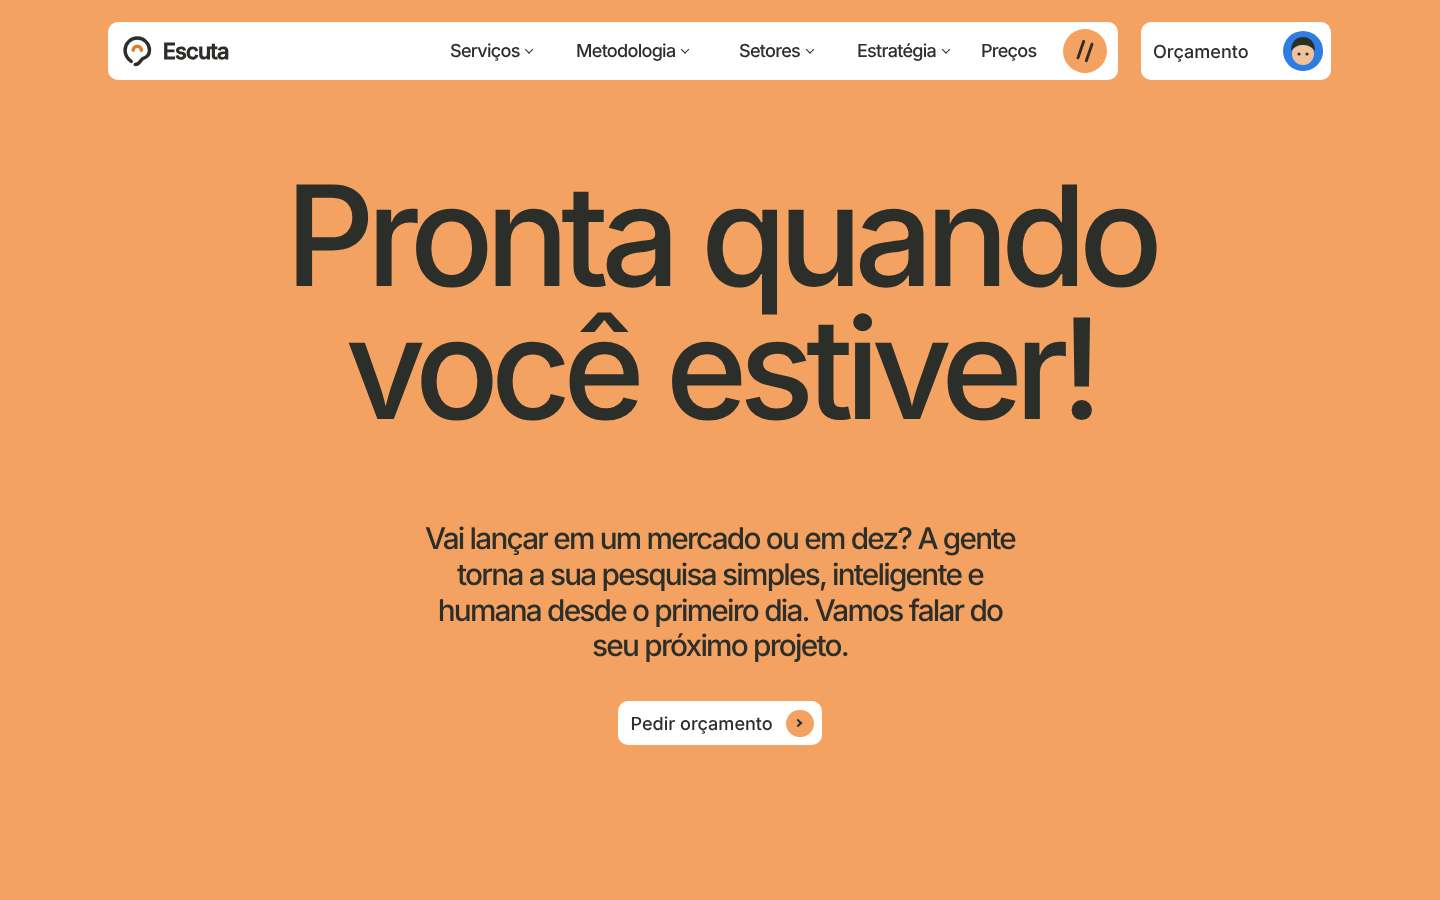 Escuta
Serviços
Metodologia
Setores
Estratégia
Preços
//
Orçamento
Pronta quando
você estiver!
Vai lançar em um mercado ou em dez? A gente
torna a sua pesquisa simples, inteligente e
humana desde o primeiro dia. Vamos falar do
seu próximo projeto.
Pedir orçamento